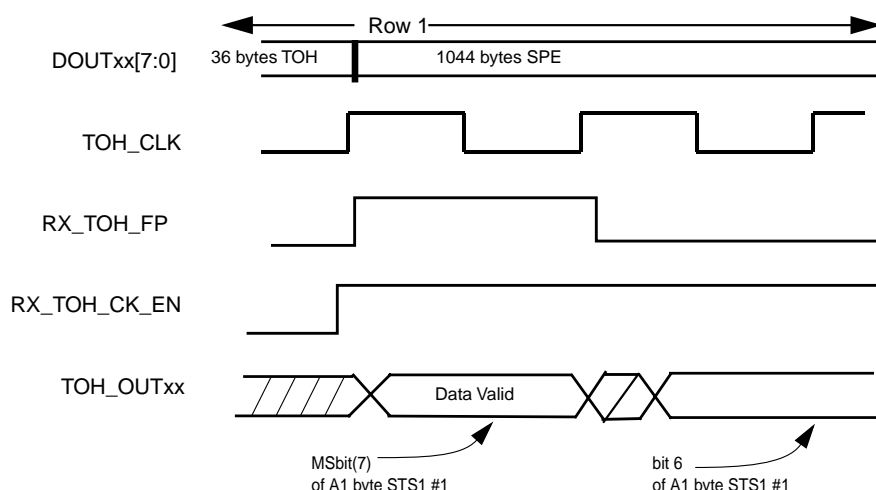 Row 1
DOUTxx[7:0]
36 bytes TOH
1044 bytes SPE
TOH_CLK
RX_TOH_FP
RX_TOH_CK_EN
TOH_OUTxx
Data Valid
MSbit(7)
of A1 byte STS1 #1
bit 6
of A1 byte STS1 #1